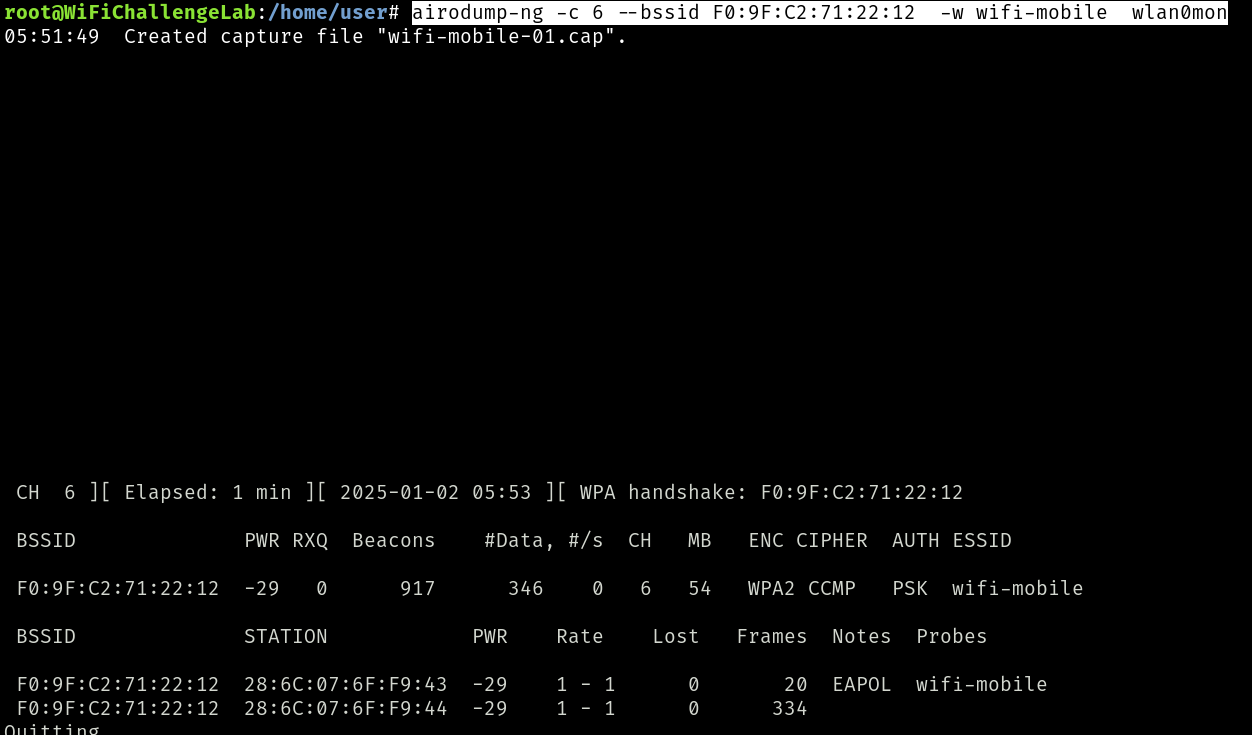 root@WiFiChallengeLab:/home/user# airodump-ng -c 6 --bssid F0:9F:C2:71:22:12  -w wifi-mobile  wlan0mon
05:51:49  Created capture file "wifi-mobile-01.cap".
CH  6 ][ Elapsed: 1 min ][ 2025-01-02 05:53 ][ WPA handshake: F0:9F:C2:71:22:12
BSSID              PWR RXQ  Beacons    #Data, #/s  CH   MB   ENC CIPHER  AUTH ESSID
F0:9F:C2:71:22:12  -29   0      917      346    0   6   54   WPA2 CCMP   PSK  wifi-mobile
BSSID              STATION            PWR    Rate    Lost   Frames  Notes  Probes
F0:9F:C2:71:22:12  28:6C:07:6F:F9:43  -29    1 - 1      0       20  EAPOL  wifi-mobile
F0:9F:C2:71:22:12  28:6C:07:6F:F9:44  -29    1 - 1      0      334
Quitting...